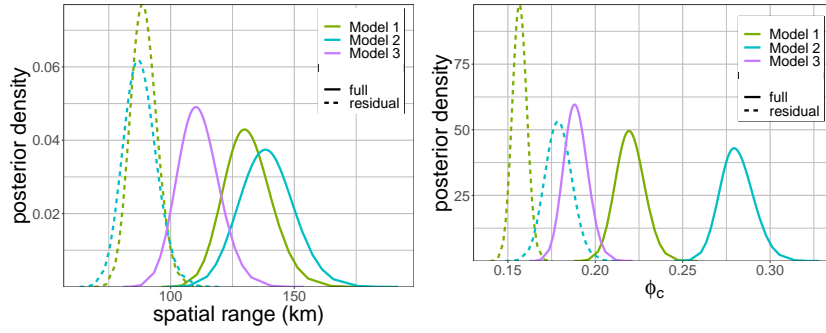 posterior density
0.08
0.06
0.04
0.02
100
150
spatial range (km)
Model 1
Model 2
Model 3
full
residual
posterior density
75
50
25
0.15
0.20
0.25
0.30
ϕc
Model 1
Model 2
Model 3
full
residual